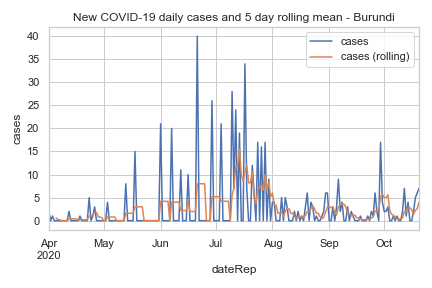 New COVID-19 daily cases and 5 day rolling mean - Burundi
cases
cases (rolling)
40
35
30
25
20
15
10
5
0
cases
Apr May Jun Jul Aug Sep Oct
2020
dateRep